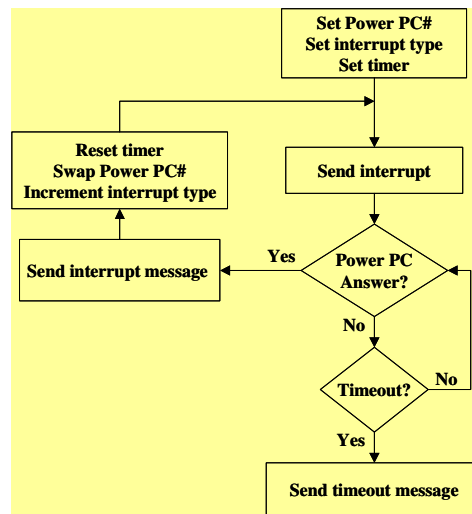 Set Power PC#
Set interrupt type
Set timer
Reset timer
Swap Power PC#
Increment interrupt type
Send interrupt
Send interrupt message
Yes
Power PC
Answer?
No
Timeout?
No
Yes
Send timeout message